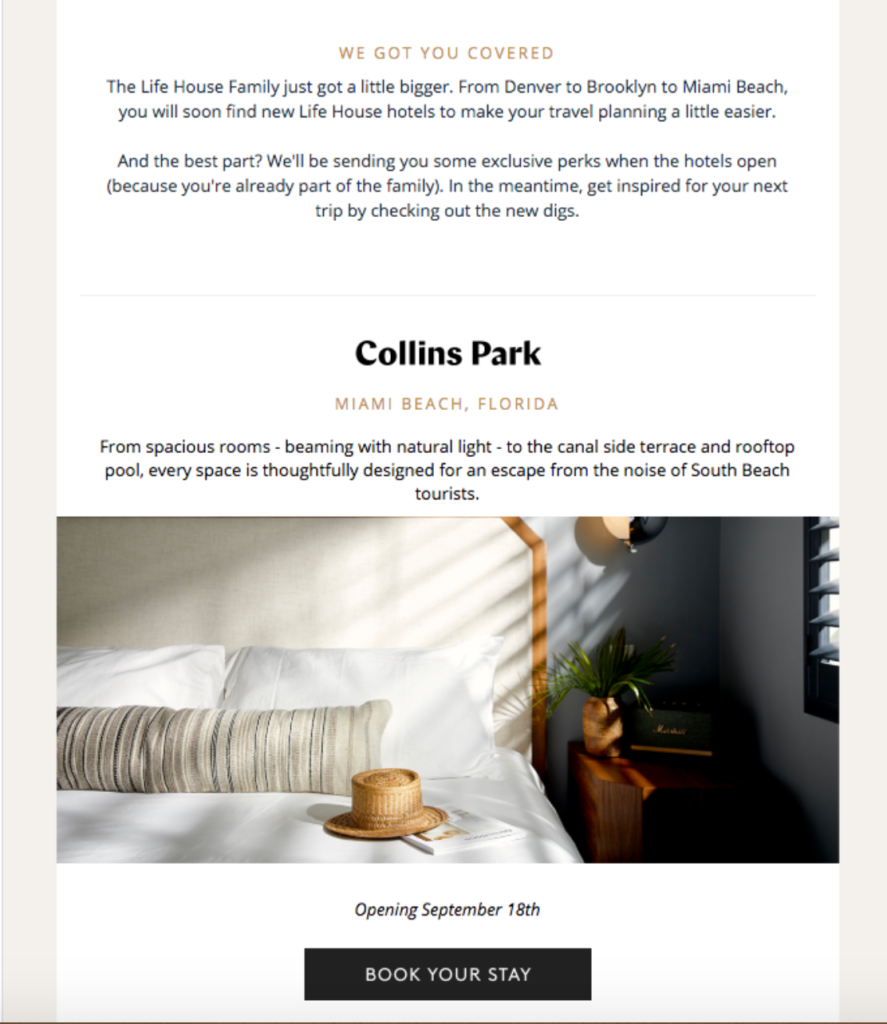 WE GOT YOU COVERED
The Life House Family just got a little bigger. From Denver to Brooklyn to Miami Beach,
you will soon find new Life House hotels to make your travel planning a little easier.
And the best part? We'll be sending you some exclusive perks when the hotels open
(because you're already part of the family). In the meantime, get inspired for your next
trip by checking out the new digs.
Collins Park
MIAMI BEACH, FLORIDA
From spacious rooms - beaming with natural light - to the canal side terrace and rooftop
pool, every space is thoughtfully designed for an escape from the noise of South Beach
tourists.
Marshall
Opening September 18th
BOOK YOUR STAY